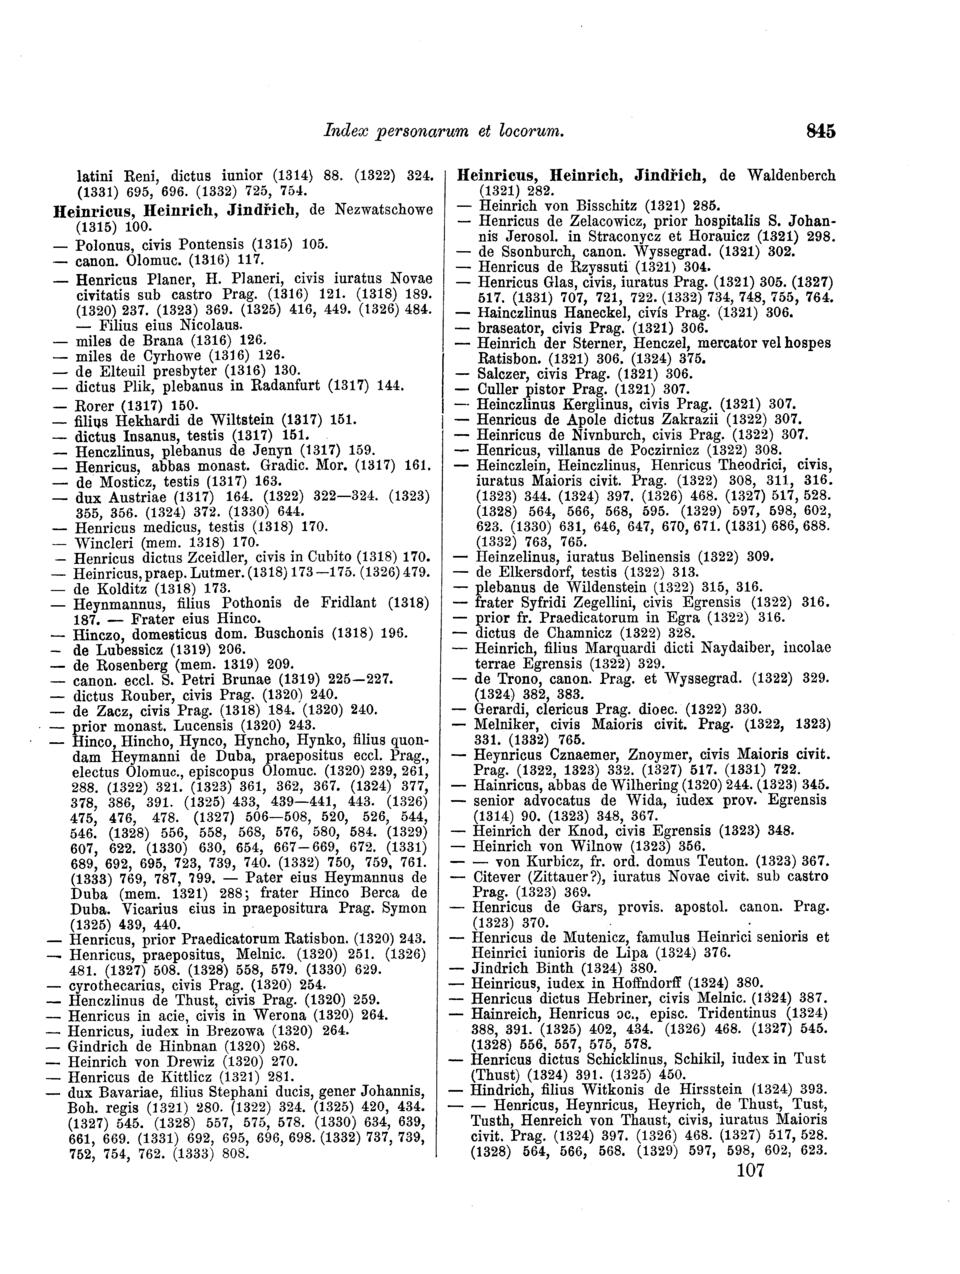 Index personarum et locorum.
845
latini Reni, dictus iunior (1314) 88. (1322) 324.
(1331) 695, 696. (1332) 725, 754.
Heinricus, Heinrich, Jindřich, de Nezwatschowe
(1315) 100.
— Polonus, civis Pontensis (1315) 105.
— canon. Olomuc. (1316) 117.
— Henricus Planer, H. Planeri, civis iuratus Novae
civitatis sub castro Prag. (1316) 121. (1318) 189.
(1320) 237. (1323) 369. (1325) 416, 449. (1326) 484.
— Filius eius Nicolaus.
— miles de Brana (1316) 126.
— miles de Cyrhowe (1316) 126.
— de Elteuil presbyter (1316) 130.
— dictus Plik, plebanus in Radanfurt (1317) 144.
— Rorer (1317) 150.
— filius Hekhardi de Wiltstein (1317) 151.
— dictus Insanus, testis (1317) 151.
— Henczlinus, plebanus de Jenyn (1317) 159.
— Henricus, abbas monast. Gradic. Mor. (1317) 161.
— de Mosticz, testis (1317) 163.
— dux Austriae (1317) 164. (1322) 322—324. (1323)
355, 356. (1324) 372. (1330) 644.
— Henricus medicus, testis (1318) 170.
— Wincleri (mem. 1318) 170.
— Henricus dictus Zceidler, civis in Cubito (1318) 170.
— Heinricus, praep. Lutmer. (1318) 173—175. (1326) 479.
— de Kolditz (1318) 173.
— Heynmannus, filius Pothonis de Fridlant (1318)
187. — Frater eius Hinco.
— Hinczo, domesticus dom. Buschonis (1318) 196.
— de Lubessicz (1319) 206.
— de Rosenberg (mem. 1319) 209.
— canon. eccl. S. Petri Brunae (1319) 225—227.
— dictus Rouber, civis Prag. (1320) 240.
— de Zacz, civis Prag. (1318) 184. (1320) 240.
— prior monast. Lucensis (1320) 243.
— Hinco, Hincho, Hynco, Hyncho, Hynko, filius quon-
dam Heymanni de Duba, praepositus eccl. Prag.,
electus Olomuc., episcopus Olomuc. (1320) 239, 261,
288. (1322) 321. (1323) 361, 362, 367. (1324) 377,
378, 386, 391. (1325) 433, 439—441, 443. (1326)
475, 476, 478. (1327) 506—508, 520, 526, 544,
546. (1328) 556, 558, 568, 576, 580, 584. (1329)
607, 622. (1330) 630, 654, 667—669, 672. (1331)
689, 692, 695, 723, 739, 740. (1332) 750, 759, 761.
(1333) 769, 787, 799. — Pater eius Heymannus de
Duba (mem. 1321) 288; frater Hinco Berca de
Duba. Vicarius eius in praepositura Prag. Symon
(1325) 439, 440.
— Henricus, prior Praedicatorum Ratisbon. (1320) 243.
— Henricus, praepositus, Melnic. (1320) 251. (1326)
481. (1327) 508. (1328) 558, 579. (1330) 629.
— cyrothecarius, civis Prag. (1320) 254.
— Henczlinus de Thust, civis Prag. (1320) 259.
— Henricus in acie, civis in Werona (1320) 264.
— Henricus, iudex in Brezowa (1320) 264.
— Gindrich de Hinbnan (1320) 268.
— Heinrich von Drewiz (1320) 270.
— Henricus de Kittlicz (1321) 281.
— dux Bavariae, filius Stephani ducis, gener Johannis,
Boh. regis (1321) 280. (1322) 324. (1325) 420, 434.
(1327) 545. (1328) 557, 575, 578. (1330) 634, 639,
661, 669. (1331) 692, 695, 696, 698. (1332) 737, 739,
752, 754, 762. (1333) 808.
Heinricus, Heinrich, Jindřich, de Waldenberch
(1321) 282.
— Heinrich von Bisschitz (1321) 285.
— Henricus de Zelacowicz, prior hospitalis S. Johan-
nis Jerosol. in Straconycz et Horauicz (1321) 298.
— de Ssonburch, canon. Wyssegrad. (1321) 302.
— Henricus de Rzyssuti (1321) 304.
— Henricus Glas, civis, iuratus Prag. (1321) 305. (1327)
517. (1331) 707, 721, 722. (1332) 734, 748, 755, 764.
— Hainczlinus Haneckel, civis Prag. (1321) 306.
— braseator, civis Prag. (1321) 306.
— Heinrich der Sterner, Henczel, mercator vel hospes
Ratisbon. (1321) 306. (1324) 375.
— Salczer, civis Prag. (1321) 306.
— Culler pistor Prag. (1321) 307.
— Heinczlinus Kerglinus, civis Prag. (1321) 307.
— Henricus de Apole dictus Zakrazii (1322) 307.
— Heinricus de Nivnburch, civis Prag. (1322) 307.
— Henricus, villanus de Poczirnicz (1322) 308.
— Heinczlein, Heinczlinus, Henricus Theodrici, civis,
iuratus Maioris civit. Prag. (1322) 308, 311, 316.
(1323) 344. (1324) 397. (1326) 468. (1327) 517, 528.
(1328) 564, 566, 568, 595. (1329) 597, 598, 602,
623. (1330) 631, 646, 647, 670, 671. (1331) 686, 688.
(1332) 763, 765.
— Heinzelinus, iuratus Belinensis (1322) 309.
— de Elkersdorf, testis (1322) 313.
— plebanus de Wildenstein (1322) 315, 316.
— frater Syfridi Zegellini, civis Egrensis (1322) 316.
— prior fr. Praedicatorum in Egra (1322) 316.
— dictus de Chamnicz (1322) 328.
— Heinrich, filius Marquardi dicti Naydaiber, incolae
terrae Egrensis (1322) 329.
— de Trono, canon. Prag. et Wyssegrad. (1322) 329.
(1324) 382, 383.
— Gerardi, clericus Prag. dioec. (1322) 330.
— Melniker, civis Maioris civit. Prag. (1322, 1323)
331. (1332) 765.
— Heynricus Cznaemer, Znoymer, civis Maioris civit.
Prag. (1322, 1323) 332. (1327) 517. (1331) 722.
— Hainricus, abbas de Wilhering (1320) 244. (1323) 345.
— senior advocatus de Wida, iudex prov. Egrensis
(1314) 90. (1323) 348, 367.
— Heinrich der Knod, civis Egrensis (1323) 348.
— Heinrich von Wilnow (1323) 356.
— — von Kurbicz, fr. ord. domus Teuton. (1323) 367.
— Citever (Zittauer?), iuratus Novae civit. sub castro
Prag. (1323) 369.
— Henricus de Gars, provis. apostol. canon. Prag.
(1323) 370.
— Henricus de Mutenicz, famulus Heinrici senioris et
Heinrici iunioris de Lipa (1324) 376.
— Jindrich Binth (1324) 380.
— Heinricus, iudex in Hoffndorff (1324) 380.
— Henricus dictus Hebriner, civis Melnic. (1324) 387.
— Hainreich, Henricus oc., episc. Tridentinus (1324)
388, 391. (1325) 402, 434. (1326) 468. (1327) 545.
(1328) 556, 557, 575, 578.
— Henricus dictus Schicklinus, Schikil, iudex in Tust
(Thust) (1324) 391. (1325) 450.
— Hindrich, filius Witkonis de Hirsstein (1324) 393.
— — Henricus, Heynricus, Heyrich, de Thust, Tust,
Tusth, Henreich von Thaust, civis, iuratus Maioris
civit. Prag. (1324) 397. (1326) 468. (1327) 517, 528.
(1328) 564, 566, 568. (1329) 597, 598, 602, 623.
107